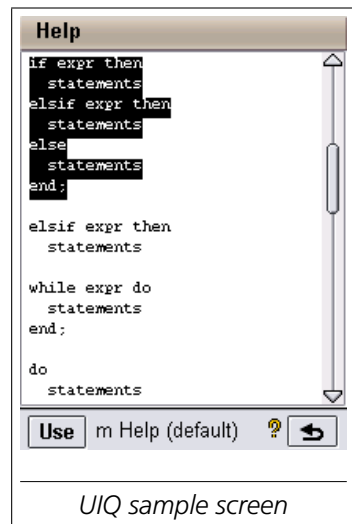 Help
if expr then
  statements
elsif expr then
  statements
else
  statements
end;
elsif expr then
  statements
while expr do
  statements
end;
do
  statements
Use m Help (default) ?
UIQ sample screen